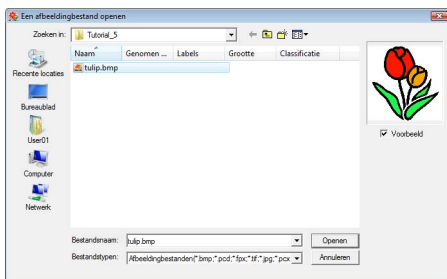 Een afbeeldingbestand openen
Zoeken in: Tutorial_5
Naam Genomen ... Labels Grootte Classificatie
tulip.bmp
Recente locaties
Bureaublad
User01
Computer
Netwerk
Voorbeeld
Bestandsnaam: tulip.bmp Openen
Bestandstypen: Afbeeldingbestanden(*.bmp;*.pcd;*.fpx;*.tif;*.jpg;*.pcx, Annuleren